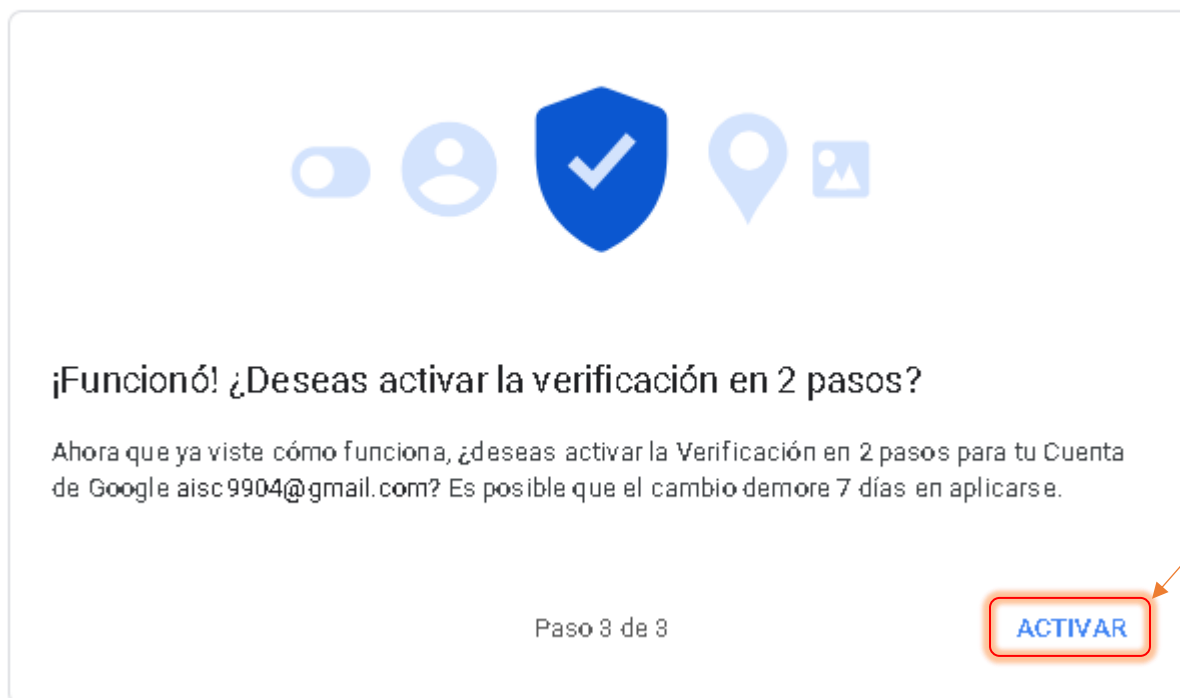 ¡Funcionó! ¿Deseas activar la verificación en 2 pasos?
Ahora que ya viste cómo funciona, ¿deseas activar la Verificación en 2 pasos para tu Cuenta
de Google aisc9904@gmail.com? Es posible que el cambio demore 7 días en aplicarse.
Paso 3 de 3
ACTIVAR